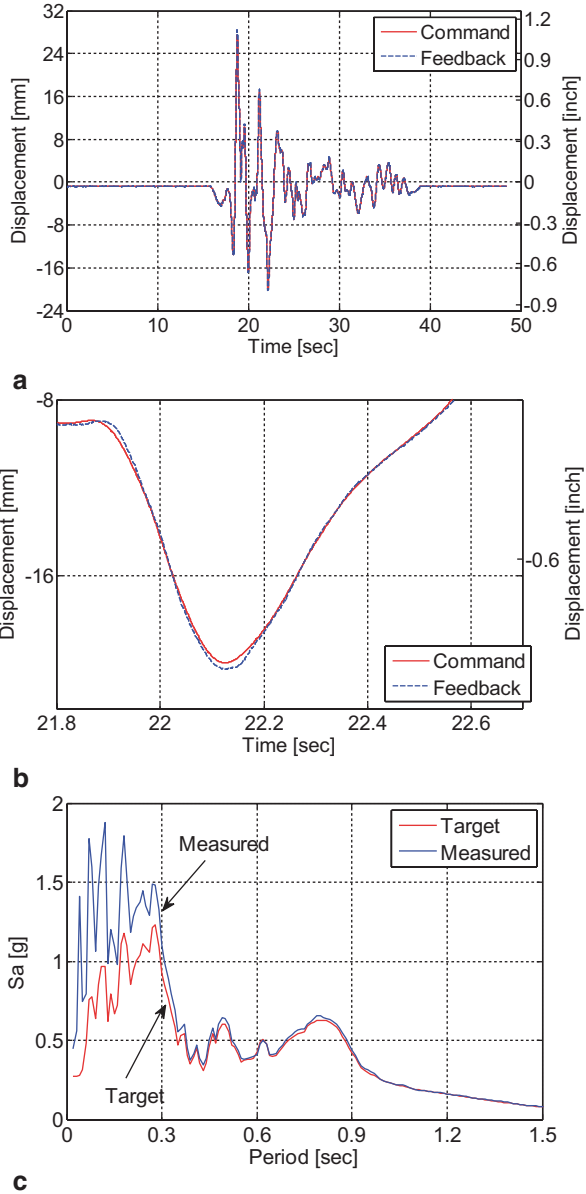 32
24
16
8
0
-8
-16
-24
Displacement [mm]
1.2
0.9
0.6
0.3
0
-0.3
-0.6
-0.9
Displacement [inch]
Command
Feedback
0
10
20
30
40
50
Time [sec]
a
-8
-16
Displacement [mm]
-0.6
Displacement [inch]
Command
Feedback
21.8
22
22.2
22.4
22.6
Time [sec]
b
2
1.5
1
0.5
0
Sa [g]
Target
Measured
Measured
Target
0.3
0.6
0.9
1.2
1.5
Period [sec]
c